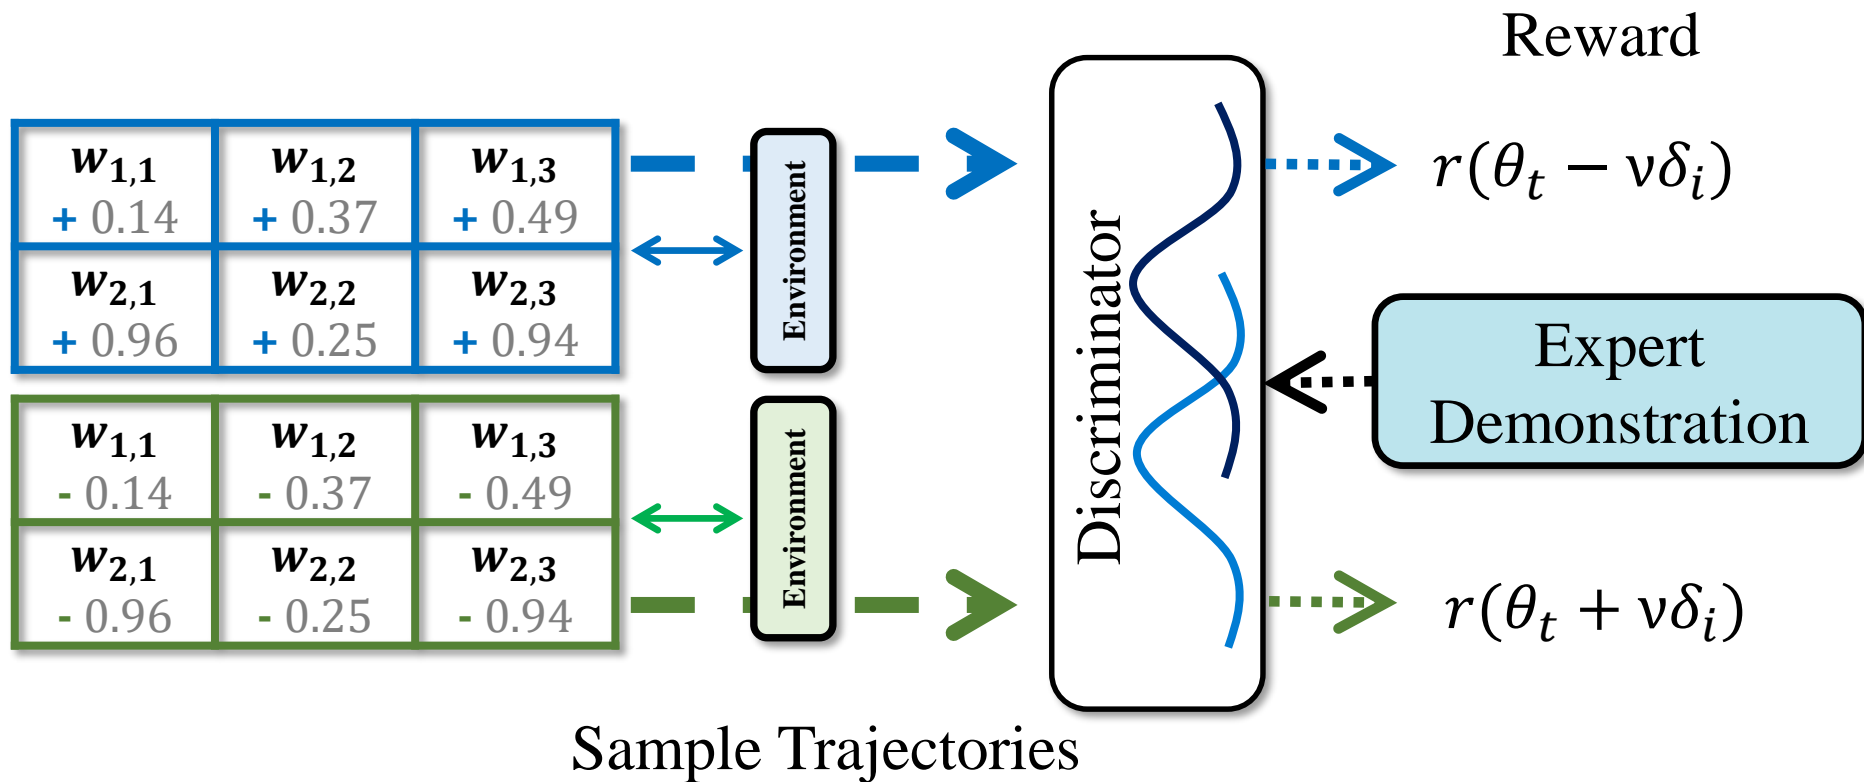 Reward
w1,1 w1,2 w1,3
+ 0.14 + 0.37 + 0.49
w2,1 w2,2 w2,3
+ 0.96 + 0.25 + 0.94
Environment
w1,1 w1,2 w1,3
- 0.14 - 0.37 - 0.49
w2,1 w2,2 w2,3
- 0.96 - 0.25 - 0.94
Environment
Discriminator
r(θt − νδi)
Expert
Demonstration
r(θt + νδi)
Sample Trajectories